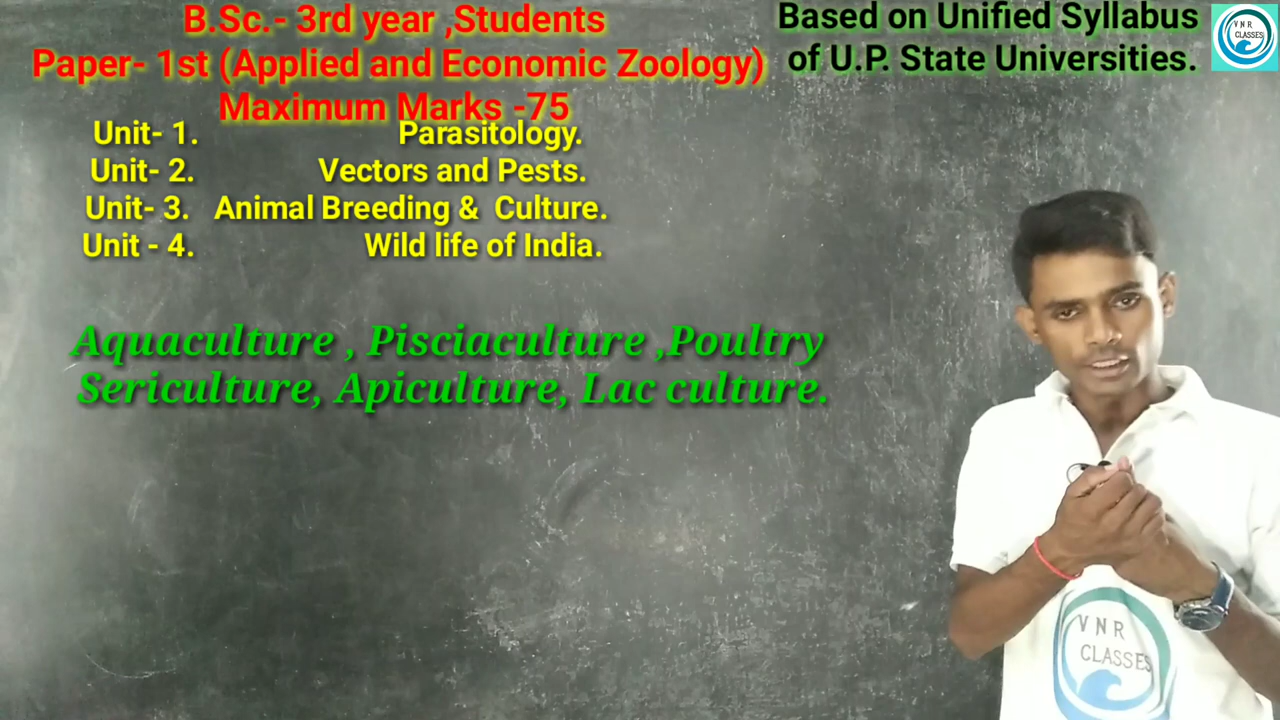 B.Sc.- 3rd year ,Students
Paper- 1st (Applied and Economic Zoology)
Maximum Marks -75
Based on Unified Syllabus
of U.P. State Universities.
V N R
CLASSES
Unit- 1. Parasitology.
Unit- 2. Vectors and Pests.
Unit- 3. Animal Breeding & Culture.
Unit - 4. Wild life of India.
Aquaculture , Pisciaculture ,Poultry
Sericulture, Apiculture, Lac culture.
V N R
CLASSES